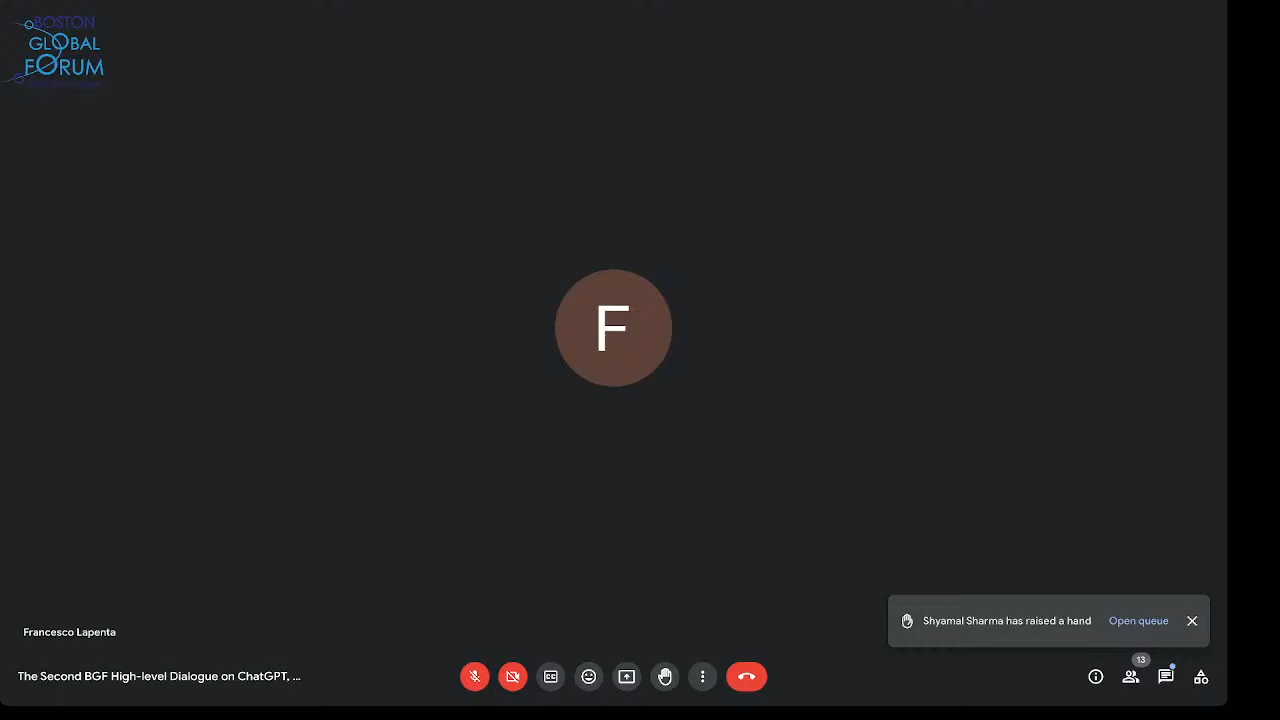 BOSTON
GLOBAL
FORUM
F
Francesco Lapenta
Shyamal Sharma has raised a hand
Open queue
The Second BGF High-level Dialogue on ChatGPT, ...
CC
13